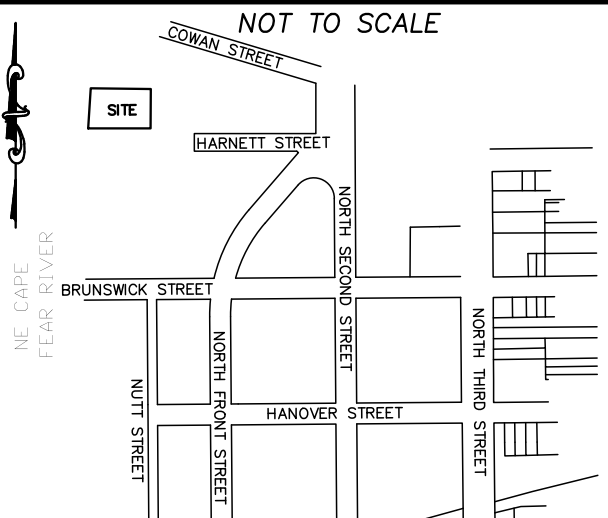 NOT TO SCALE
COWAN STREET
SITE
HARNETT STREET
NORTH SECOND STREET
NE CAPE
FEAR RIVER
BRUNSWICK STREET
NORTH THIRD STREET
NORTH FRONT STREET
NUTT STREET
HANOVER STREET